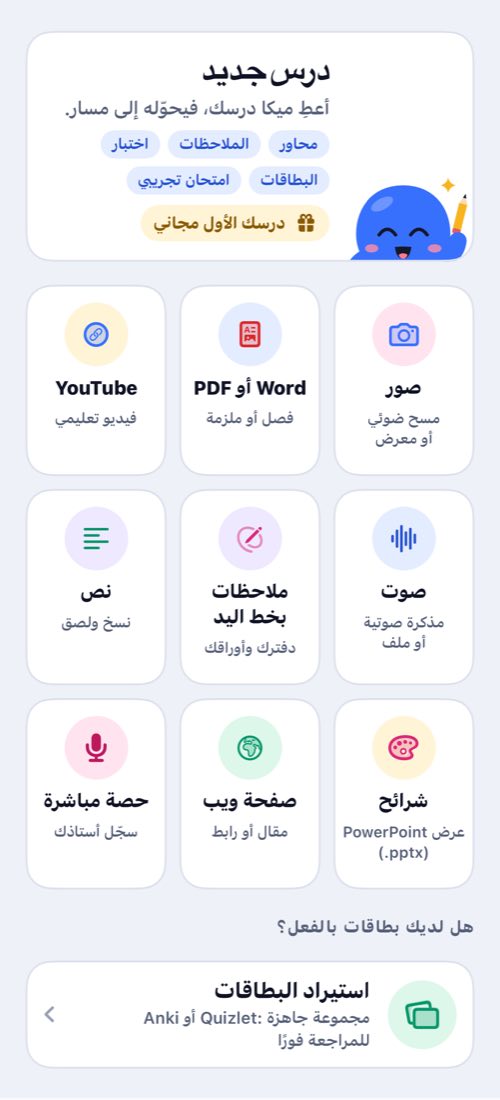 درس جديد
أعطِ ميكا درسك، فيحوّله إلى مسار.
محاور الملاحظات اختبار
البطاقات امتحان تجريبي
درسك الأول مجاني
صور
مسح ضوئي
أو معرض
Word أو PDF
فصل أو ملزمة
YouTube
فيديو تعليمي
صوت
مذكرة صوتية
أو ملف
ملاحظات
بخط اليد
دفترك وأوراقك
نص
نسخ ولصق
شرائح
عرض PowerPoint
(.pptx)
صفحة ويب
مقال أو رابط
حصة مباشرة
سجّل أستاذك
هل لديك بطاقات بالفعل؟
استيراد البطاقات
مجموعة جاهزة: Quizlet أو Anki
للمراجعة فورًا